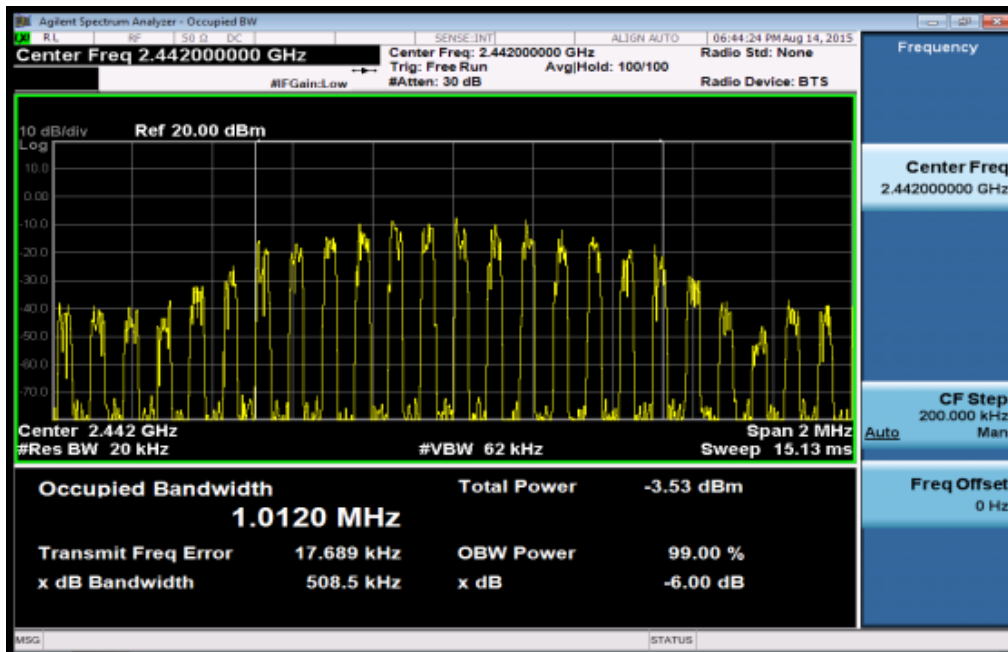 Agilent Spectrum Analyzer - Occupied BW
RL RF 50 Ω DC SENSE:INT ALIGN AUTO 06:44:24 PM Aug 14, 2015
Center Freq 2.442000000 GHz
Center Freq: 2.442000000 GHz Radio Std: None
Trig: Free Run Avg|Hold: 100/100
#IFGain:Low #Atten: 30 dB Radio Device: BTS
10 dB/div Ref 20.00 dBm
Log
10.0
0.00
-10.0
-20.0
-30.0
-40.0
-50.0
-60.0
-70.0
Center 2.442 GHz Span 2 MHz
#Res BW 20 kHz #VBW 62 kHz Sweep 15.13 ms
Occupied Bandwidth Total Power -3.53 dBm
1.0120 MHz
Transmit Freq Error 17.689 kHz OBW Power 99.00 %
x dB Bandwidth 508.5 kHz x dB -6.00 dB
MSG STATUS
Frequency
Center Freq
2.442000000 GHz
CF Step
200.000 kHz
Auto Man
Freq Offset
0 Hz